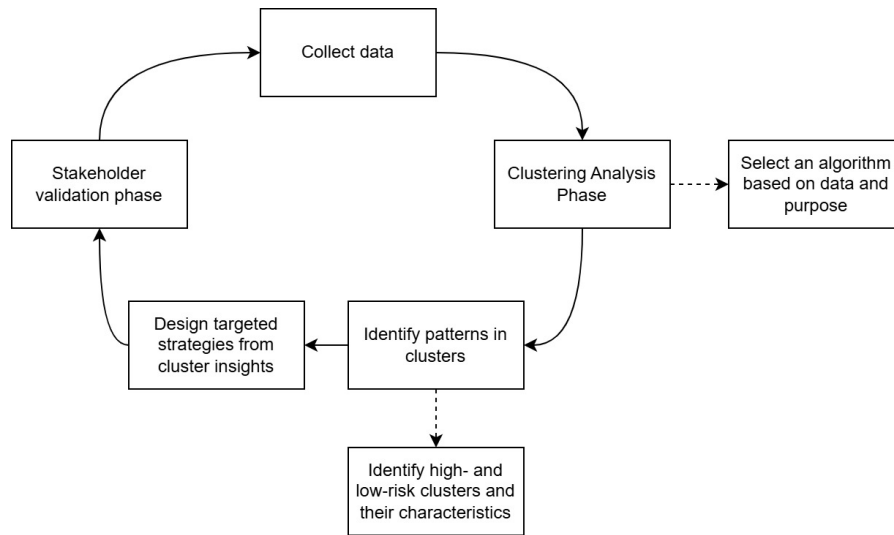 Collect data
Stakeholder
validation phase
Clustering Analysis
Phase
Select an algorithm
based on data and
purpose
Design targeted
strategies from
cluster insights
Identify patterns in
clusters
Identify high- and
low-risk clusters and
their characteristics